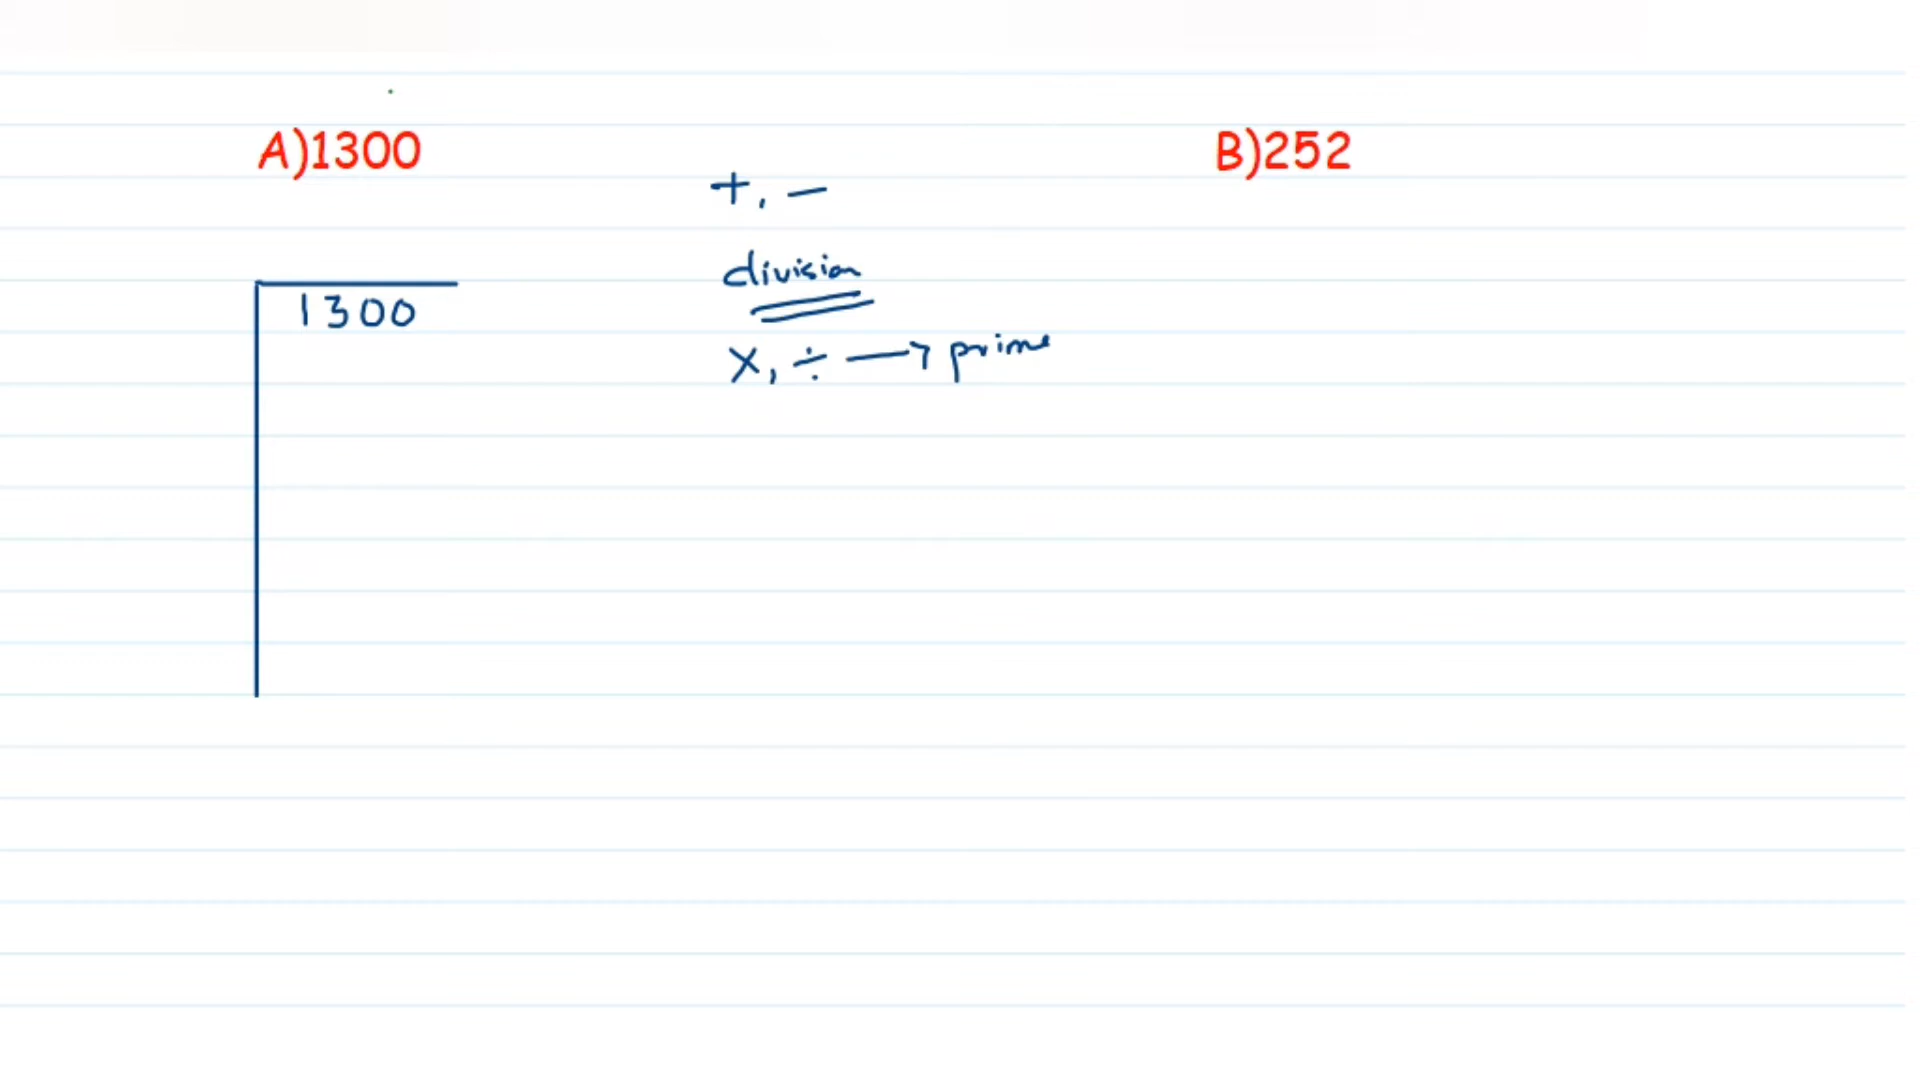 A)1300
B)252
+, −
division
1300
×, ÷ → prime